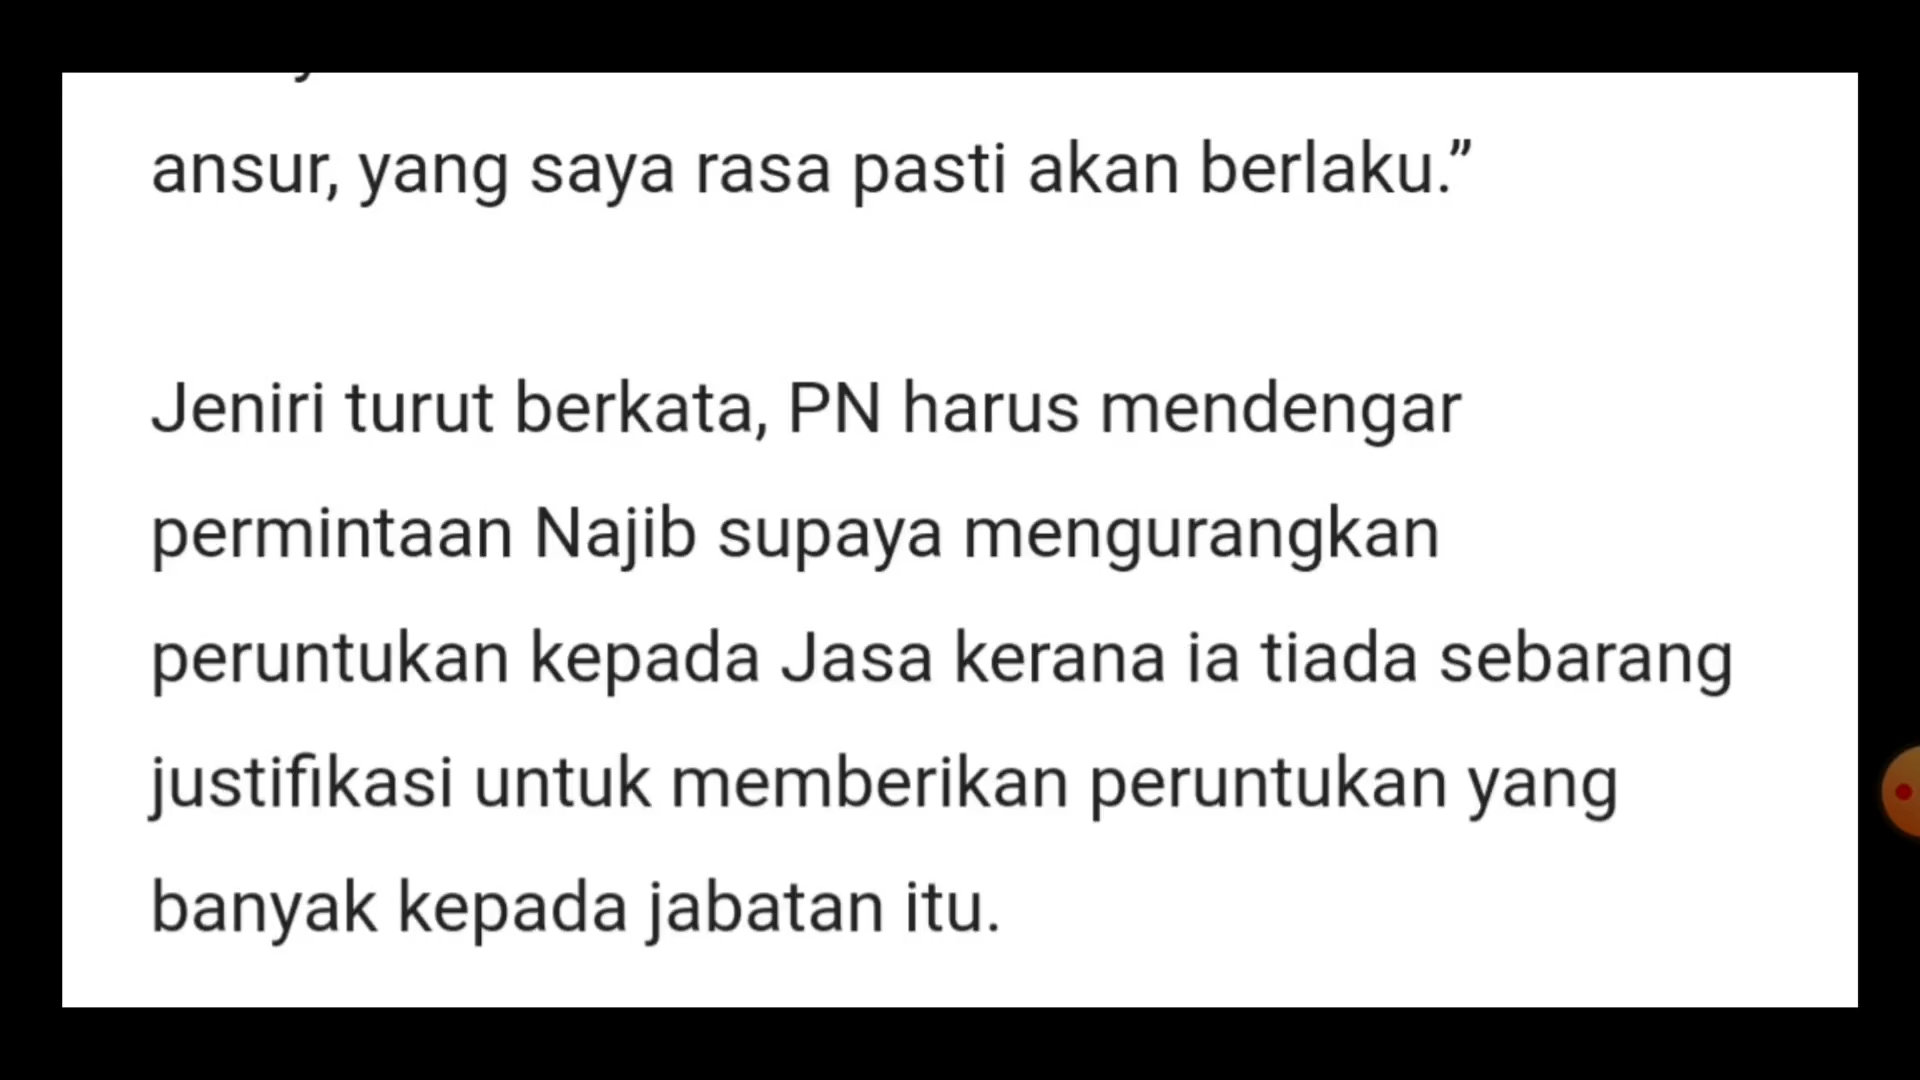 ansur, yang saya rasa pasti akan berlaku.”
Jeniri turut berkata, PN harus mendengar
permintaan Najib supaya mengurangkan
peruntukan kepada Jasa kerana ia tiada sebarang
justifikasi untuk memberikan peruntukan yang
banyak kepada jabatan itu.